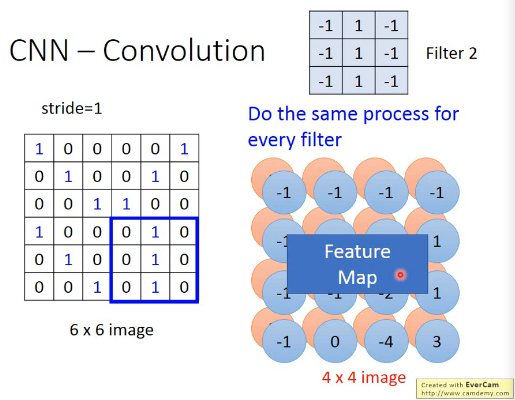 CNN – Convolution
-1 1 -1
-1 1 -1
-1 1 -1
Filter 2
stride=1
Do the same process for
every filter
1 0 0 0 0 1
0 1 0 0 1 0
0 0 1 1 0 0
1 0 0 0 1 0
0 1 0 0 1 0
0 0 1 0 1 0
6 x 6 image
-1 -1 -1 -1
1
Feature
Map
-1 -1 -2 1
-1 0 -4 3
4 x 4 image
Created with EverCam.
http://www.camdemy.com